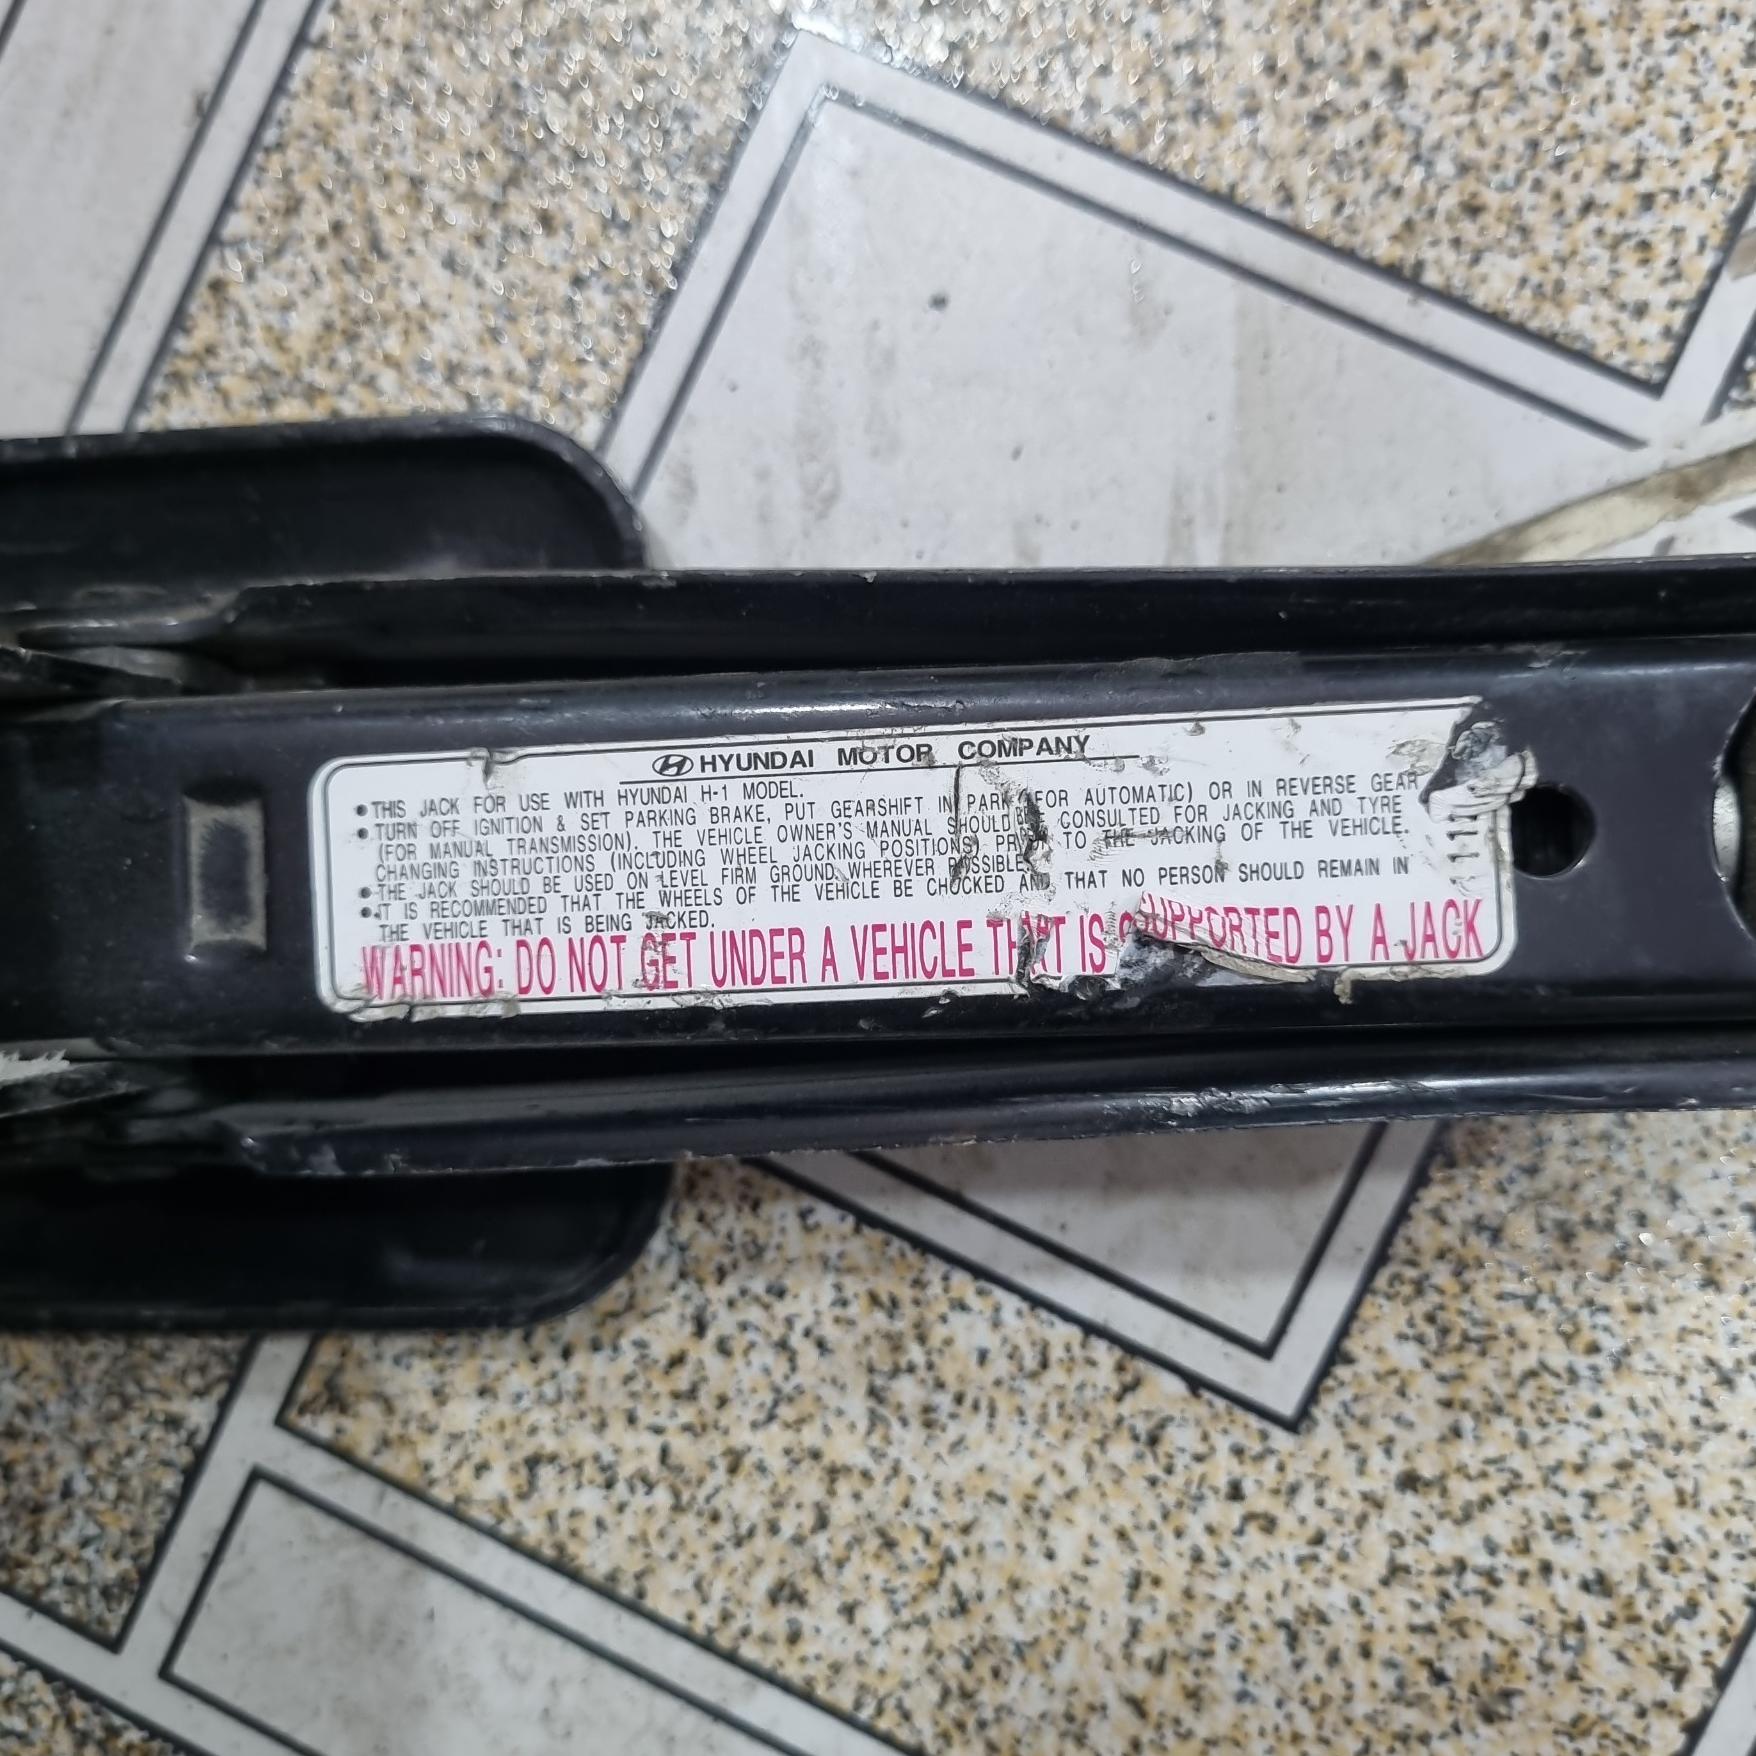 HYUNDAI MOTOR COMPANY
• THIS JACK FOR USE WITH HYUNDAI H-1 MODEL.
• TURN OFF IGNITION & SET PARKING BRAKE, PUT GEARSHIFT IN PARK (FOR AUTOMATIC) OR IN REVERSE GEAR
(FOR MANUAL TRANSMISSION). THE VEHICLE OWNER'S MANUAL SHOULD BE CONSULTED FOR JACKING AND TYRE
CHANGING INSTRUCTIONS (INCLUDING WHEEL JACKING POSITIONS) PRIOR TO THE JACKING OF THE VEHICLE.
• THE JACK SHOULD BE USED ON LEVEL FIRM GROUND WHEREVER POSSIBLE
• IT IS RECOMMENDED THAT THE WHEELS OF THE VEHICLE BE CHOCKED AND THAT NO PERSON SHOULD REMAIN IN
THE VEHICLE THAT IS BEING JACKED.
WARNING: DO NOT GET UNDER A VEHICLE THAT IS SUPPORTED BY A JACK